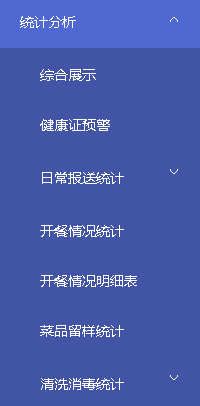 统计分析
综合展示
健康证预警
日常报送统计
开餐情况统计
开餐情况明细表
菜品留样统计
清洗消毒统计